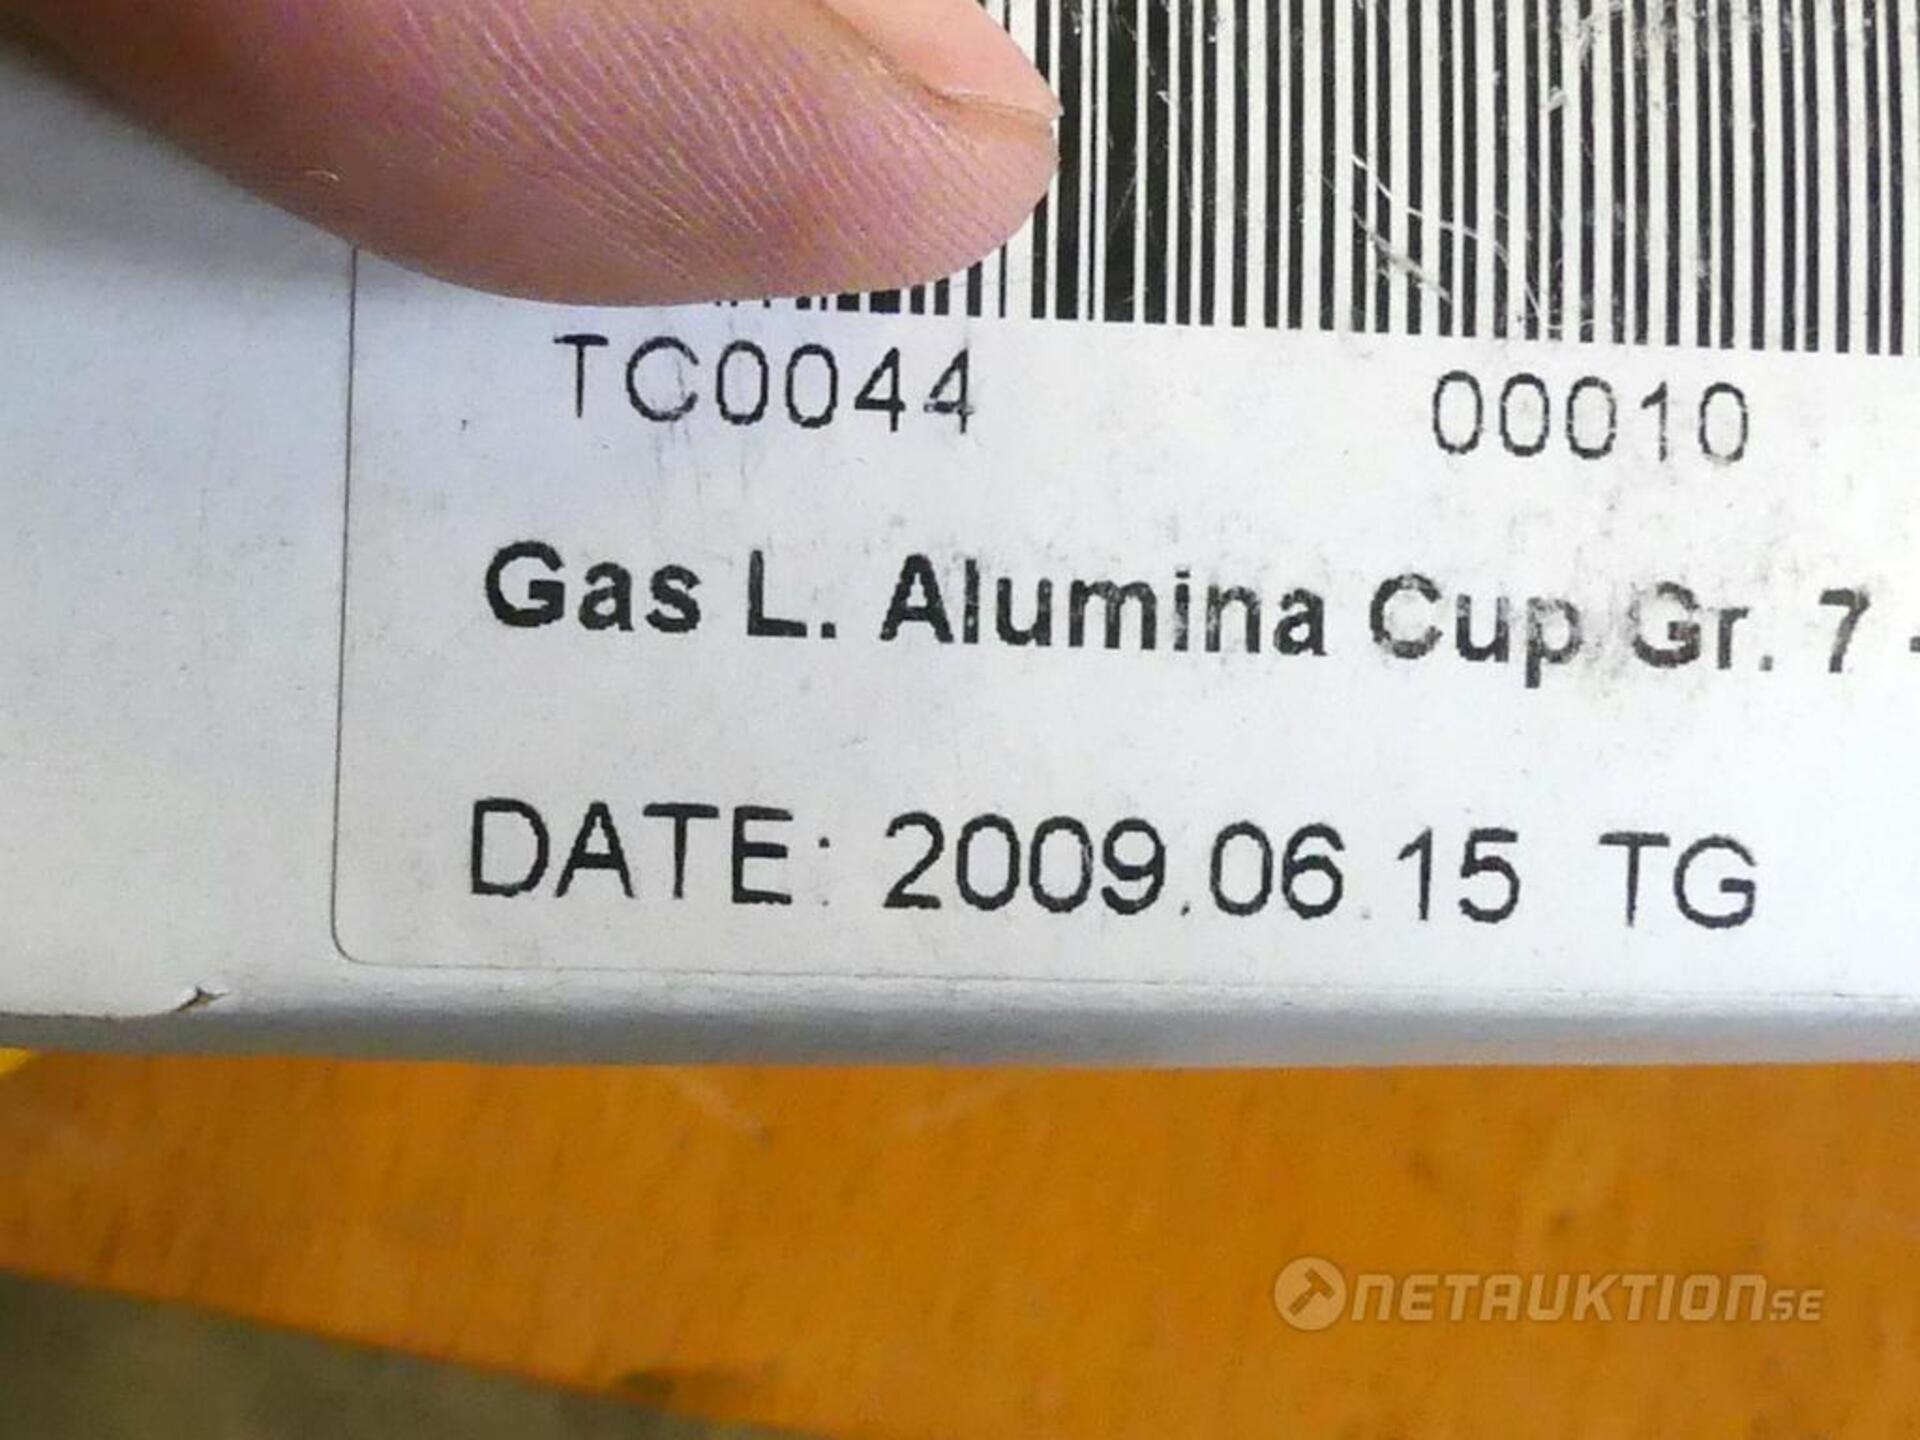 TC0044 00010
Gas L. Alumina Cup Gr. 7 -
DATE: 2009.06.15 TG
NETAUKTION.SE